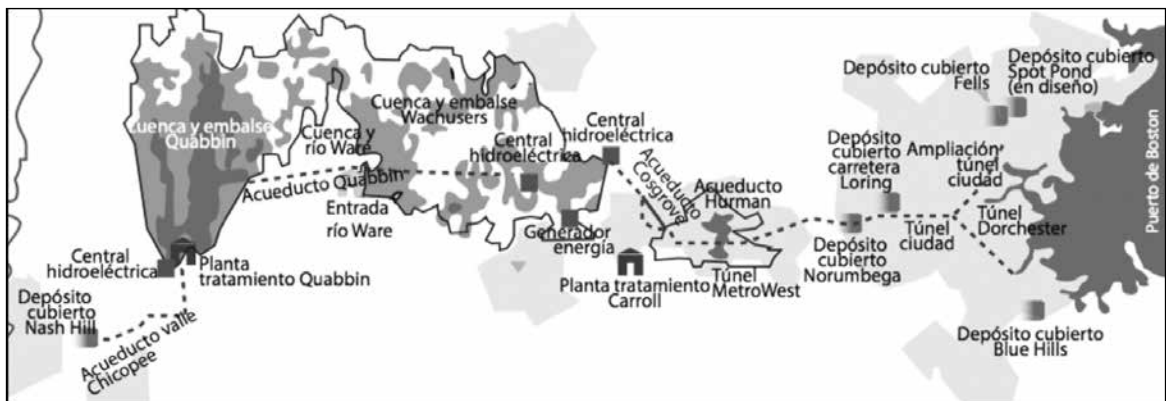 Cuenca y embalse
Quabbin
Cuenca y
río Ware
Acueducto Quabbin
Entrada
río Ware
Cuenca y embalse
Wachusers
Central
hidroeléctrica
Central
hidroeléctrica
Generador
energía
Acueducto
Cosgrove
Acueducto
Hurman
Planta tratamiento
Carroll
Túnel
MetroWest
Central
hidroeléctrica
Planta
tratamiento Quabbin
Depósito
cubierto
Nash Hill
Acueducto valle
Chicopee
Depósito
cubierto
carretera
Loring
Depósito
cubierto
Norumbega
Depósito cubierto
Fells
Depósito cubierto
Spot Pond
(en diseño)
Ampliación
túnel
ciudad
Túnel
ciudad
Túnel
Dorchester
Depósito cubierto
Blue Hills
Puerto de Boston